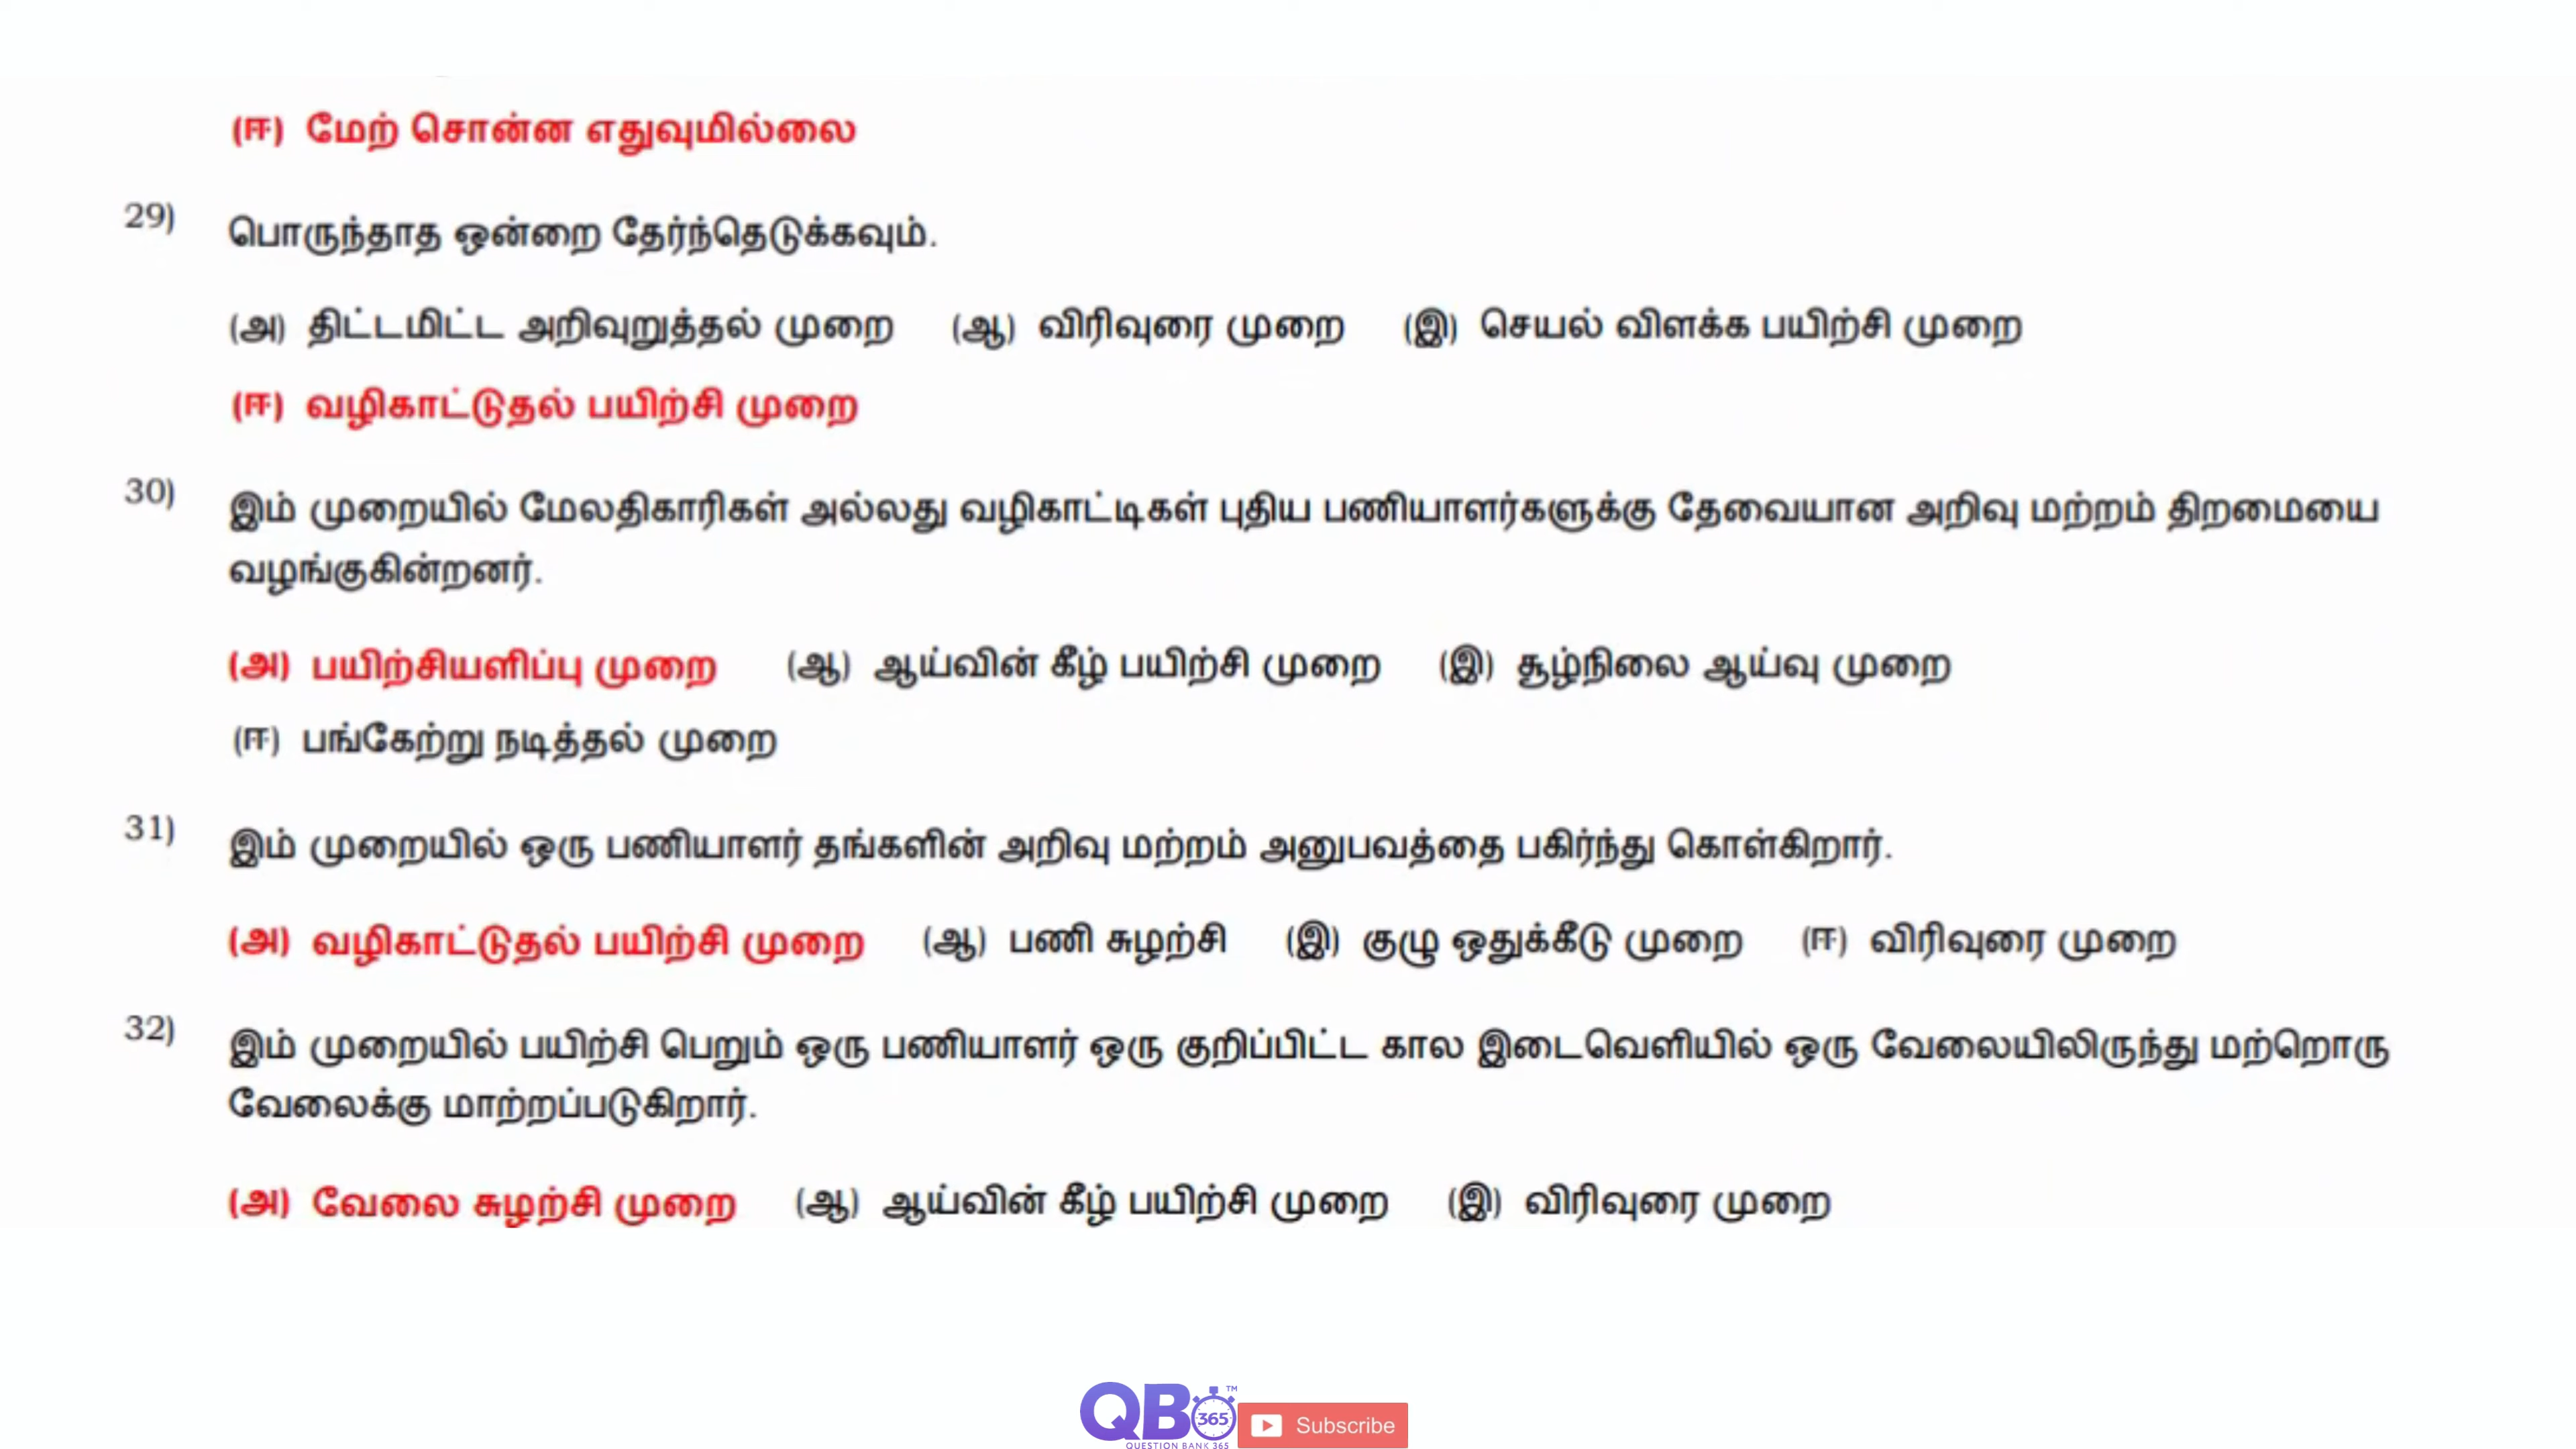 (ஈ) மேற் சொன்ன எதுவுமில்லை
29) பொருந்தாத ஒன்றை தேர்ந்தெடுக்கவும்.
(அ) திட்டமிட்ட அறிவுறுத்தல் முறை (ஆ) விரிவுரை முறை (இ) செயல் விளக்க பயிற்சி முறை
(ஈ) வழிகாட்டுதல் பயிற்சி முறை
30) இம் முறையில் மேலதிகாரிகள் அல்லது வழிகாட்டிகள் புதிய பணியாளர்களுக்கு தேவையான அறிவு மற்றம் திறமையை
வழங்குகின்றனர்.
(அ) பயிற்சியளிப்பு முறை (ஆ) ஆய்வின் கீழ் பயிற்சி முறை (இ) சூழ்நிலை ஆய்வு முறை
(ஈ) பங்கேற்று நடித்தல் முறை
31) இம் முறையில் ஒரு பணியாளர் தங்களின் அறிவு மற்றம் அனுபவத்தை பகிர்ந்து கொள்கிறார்.
(அ) வழிகாட்டுதல் பயிற்சி முறை (ஆ) பணி சுழற்சி (இ) குழு ஒதுக்கீடு முறை (ஈ) விரிவுரை முறை
32) இம் முறையில் பயிற்சி பெறும் ஒரு பணியாளர் ஒரு குறிப்பிட்ட கால இடைவெளியில் ஒரு வேலையிலிருந்து மற்றொரு
வேலைக்கு மாற்றப்படுகிறார்.
(அ) வேலை சுழற்சி முறை (ஆ) ஆய்வின் கீழ் பயிற்சி முறை (இ) விரிவுரை முறை
QB 365 ™
QUESTION BANK 365
Subscribe